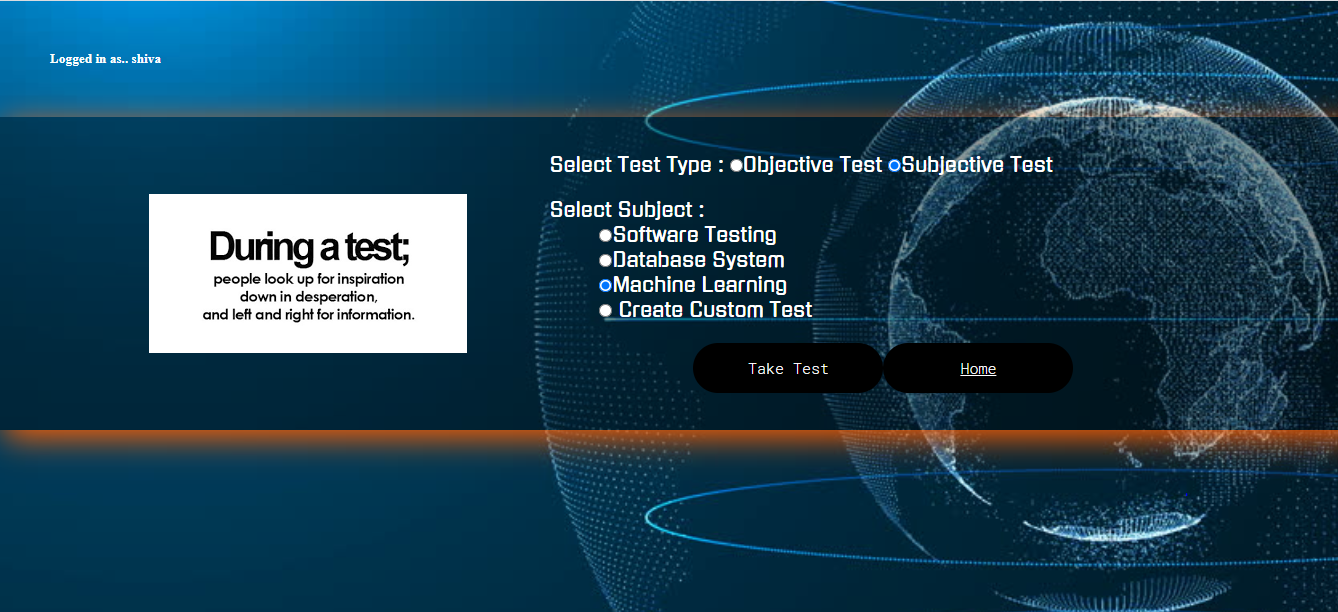 Logged in as.. shiva
Select Test Type : Objective Test Subjective Test
During a test;
people look up for inspiration
down in desperation,
and left and right for information.
Select Subject :
Software Testing
Database System
Machine Learning
Create Custom Test
Take Test Home